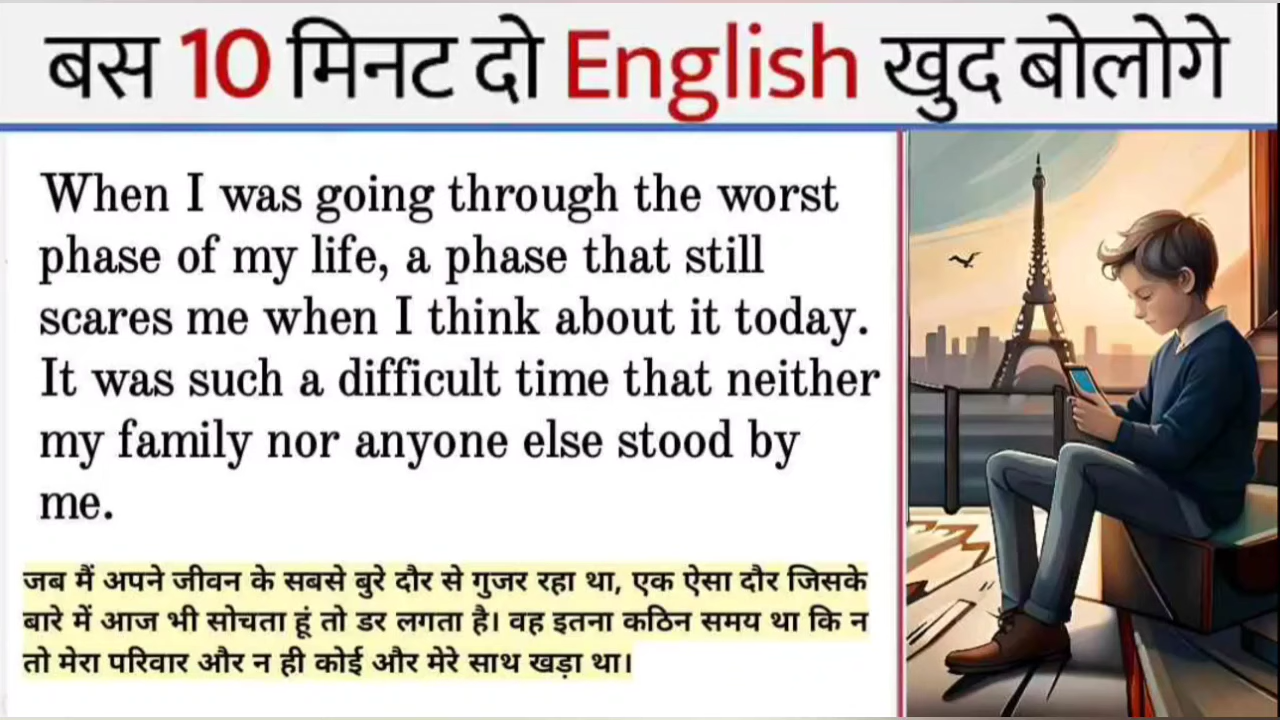 बस 10 मिनट दो English खुद बोलोगे
When I was going through the worst
phase of my life, a phase that still
scares me when I think about it today.
It was such a difficult time that neither
my family nor anyone else stood by
me.
जब मैं अपने जीवन के सबसे बुरे दौर से गुजर रहा था, एक ऐसा दौर जिसके
बारे में आज भी सोचता हूं तो डर लगता है। वह इतना कठिन समय था कि न
तो मेरा परिवार और न ही कोई और मेरे साथ खड़ा था।